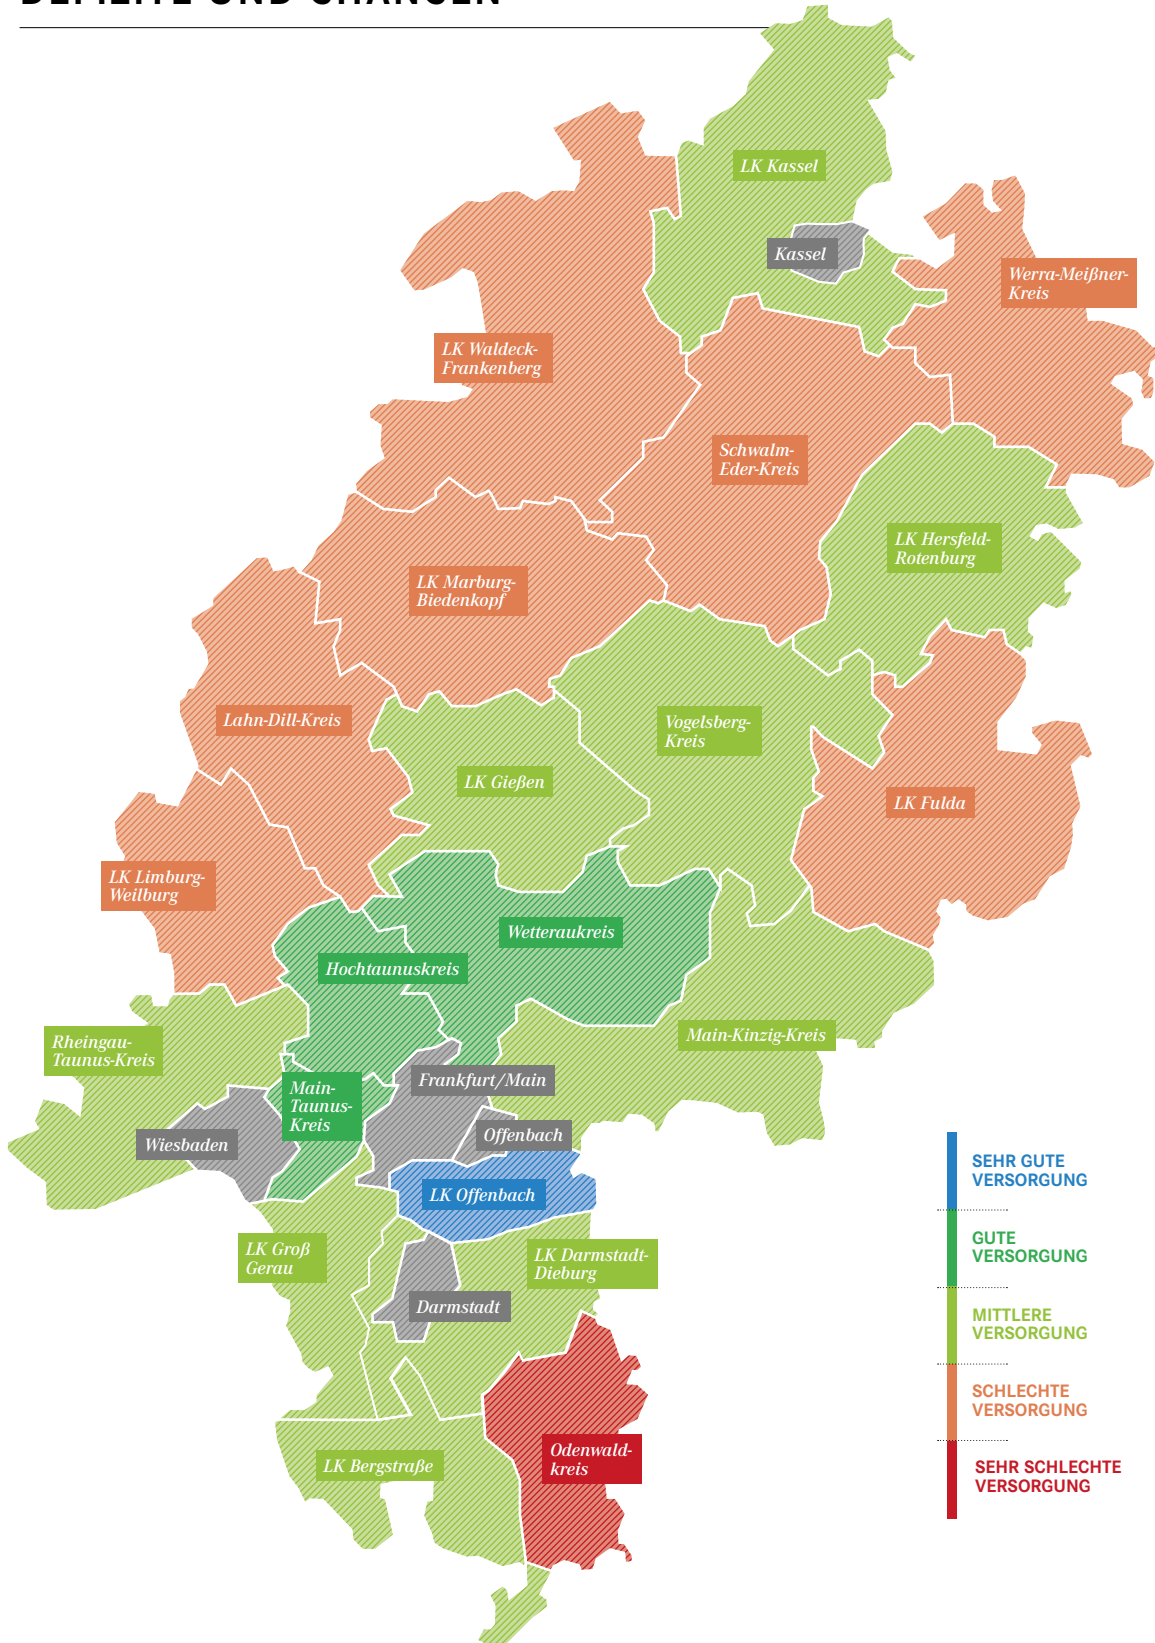 DEFIZITE UND CHANCEN
LK Kassel
Kassel
Werra-Meißner-
Kreis
LK Waldeck-
Frankenberg
Schwalm-
Eder-Kreis
LK Hersfeld-
Rotenburg
LK Marburg-
Biedenkopf
Lahn-Dill-Kreis
Vogelsberg-
Kreis
LK Gießen
LK Fulda
LK Limburg-
Weilburg
Wetteraukreis
Hochtaunuskreis
Main-Kinzig-Kreis
Rheingau-
Taunus-Kreis
Frankfurt/Main
Main-
Taunus-
Kreis
Offenbach
Wiesbaden
LK Offenbach
LK Groß
Gerau
LK Darmstadt-
Dieburg
Darmstadt
Odenwald-
kreis
LK Bergstraße
SEHR GUTE
VERSORGUNG
GUTE
VERSORGUNG
MITTLERE
VERSORGUNG
SCHLECHTE
VERSORGUNG
SEHR SCHLECHTE
VERSORGUNG